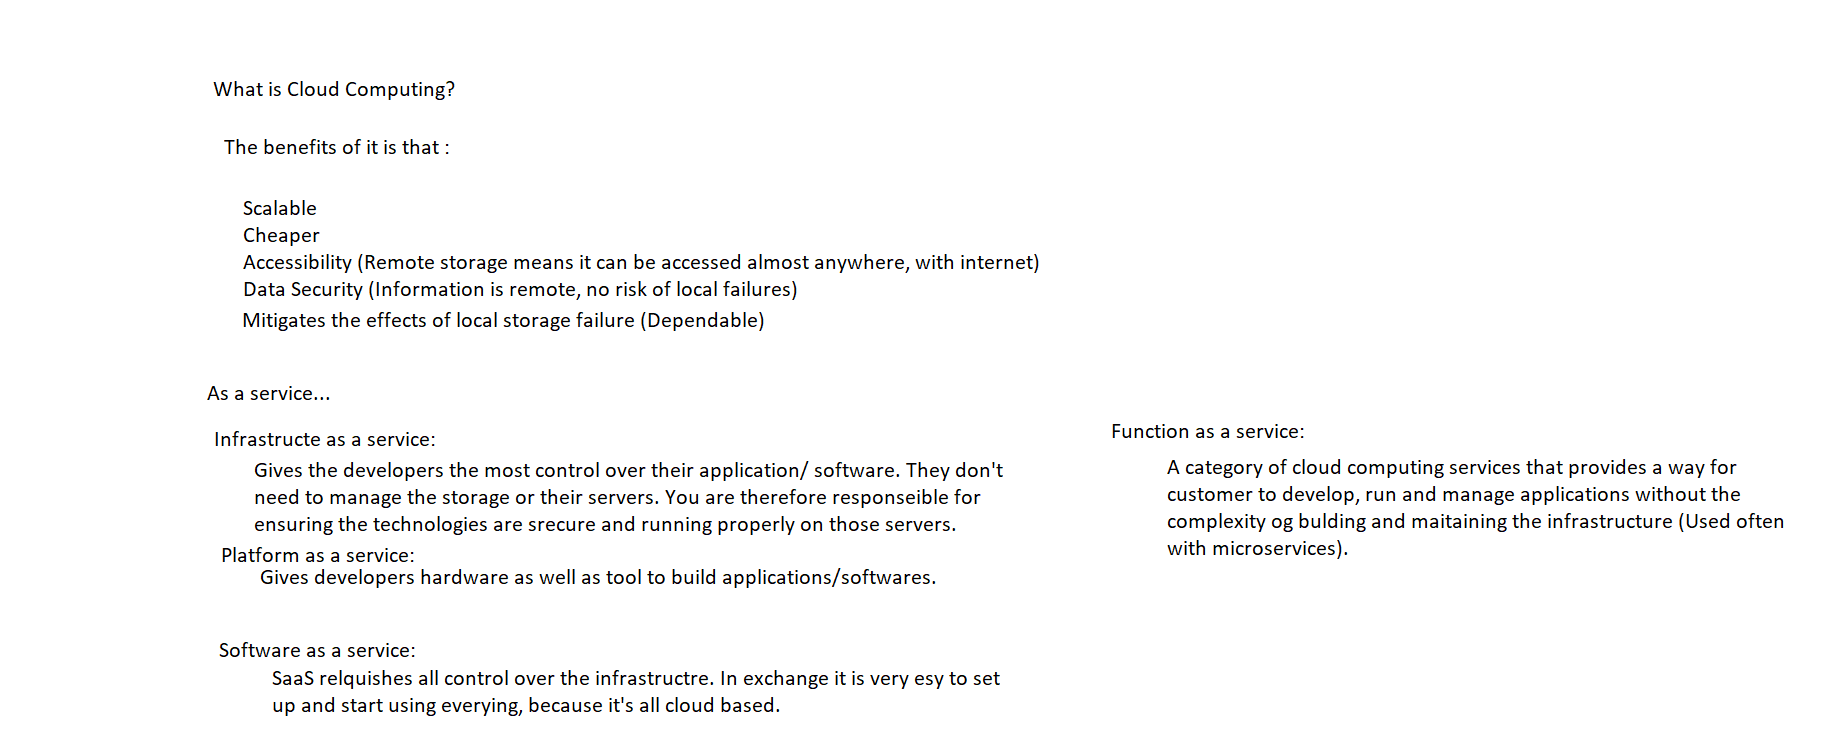 What is Cloud Computing?
The benefits of it is that :
Scalable
Cheaper
Accessibility (Remote storage means it can be accessed almost anywhere, with internet)
Data Security (Information is remote, no risk of local failures)
Mitigates the effects of local storage failure (Dependable)
As a service...
Infrastructe as a service:
Gives the developers the most control over their application/ software. They don't
need to manage the storage or their servers. You are therefore responseible for
ensuring the technologies are srecure and running properly on those servers.
Platform as a service:
Gives developers hardware as well as tool to build applications/softwares.
Software as a service:
SaaS relquishes all control over the infrastructre. In exchange it is very esy to set
up and start using everying, because it's all cloud based.
Function as a service:
A category of cloud computing services that provides a way for
customer to develop, run and manage applications without the
complexity og bulding and maitaining the infrastructure (Used often
with microservices).